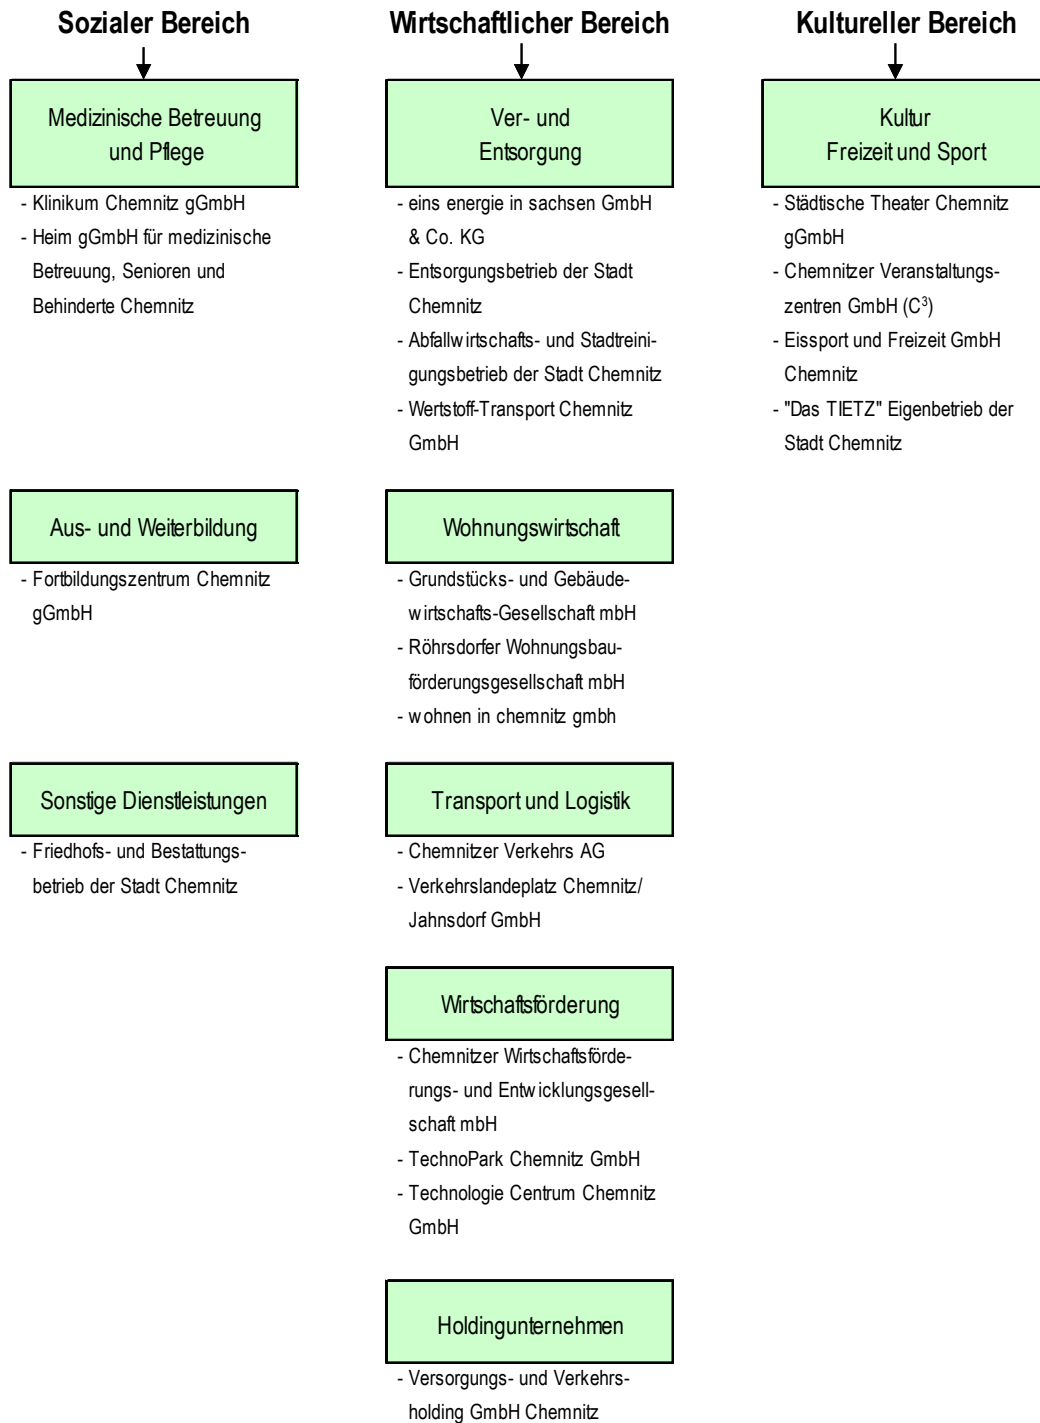 Sozialer Bereich
Medizinische Betreuung
und Pflege
- Klinikum Chemnitz gGmbH
- Heim gGmbH für medizinische
Betreuung, Senioren und
Behinderte Chemnitz
Aus- und Weiterbildung
- Fortbildungszentrum Chemnitz
gGmbH
Sonstige Dienstleistungen
- Friedhofs- und Bestattungs-
betrieb der Stadt Chemnitz
Wirtschaftlicher Bereich
Ver- und
Entsorgung
- eins energie in sachsen GmbH
& Co. KG
- Entsorgungsbetrieb der Stadt
Chemnitz
- Abfallwirtschafts- und Stadtreini-
gungsbetrieb der Stadt Chemnitz
- Wertstoff-Transport Chemnitz
GmbH
Wohnungswirtschaft
- Grundstücks- und Gebäude-
wirtschafts-Gesellschaft mbH
- Röhrsdorfer Wohnungsbau-
förderungsgesellschaft mbH
- wohnen in chemnitz gmbh
Transport und Logistik
- Chemnitzer Verkehrs AG
- Verkehrslandeplatz Chemnitz/
Jahnsdorf GmbH
Wirtschaftsförderung
- Chemnitzer Wirtschaftsförde-
rungs- und Entwicklungsgesell-
schaft mbH
- TechnoPark Chemnitz GmbH
- Technologie Centrum Chemnitz
GmbH
Holdingunternehmen
- Versorgungs- und Verkehrs-
holding GmbH Chemnitz
Kultureller Bereich
Kultur
Freizeit und Sport
- Städtische Theater Chemnitz
gGmbH
- Chemnitzer Veranstaltungs-
zentren GmbH (C³)
- Eissport und Freizeit GmbH
Chemnitz
- "Das TIETZ" Eigenbetrieb der
Stadt Chemnitz